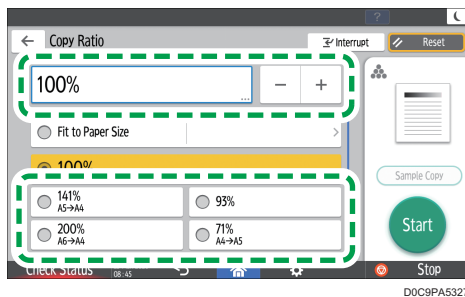 ?
Copy Ratio
Interrupt
Reset
100%
...
− +
Fit to Paper Size
100%
141%
A5→A4
93%
200%
A6→A4
71%
A4→A5
Sample Copy
Start
Check Status
08:45
Stop
D0C9PA5327